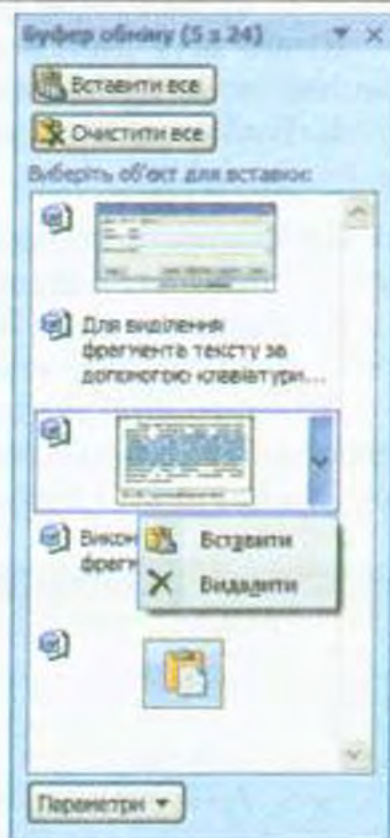 Буфер обміну (5 з 24)
Вставити все
Очистити все
Виберіть об'єкт для вставки:
Для виділення
фрагмента тексту за
допомогою клавіатури...
Вставити
Видалити
Параметри